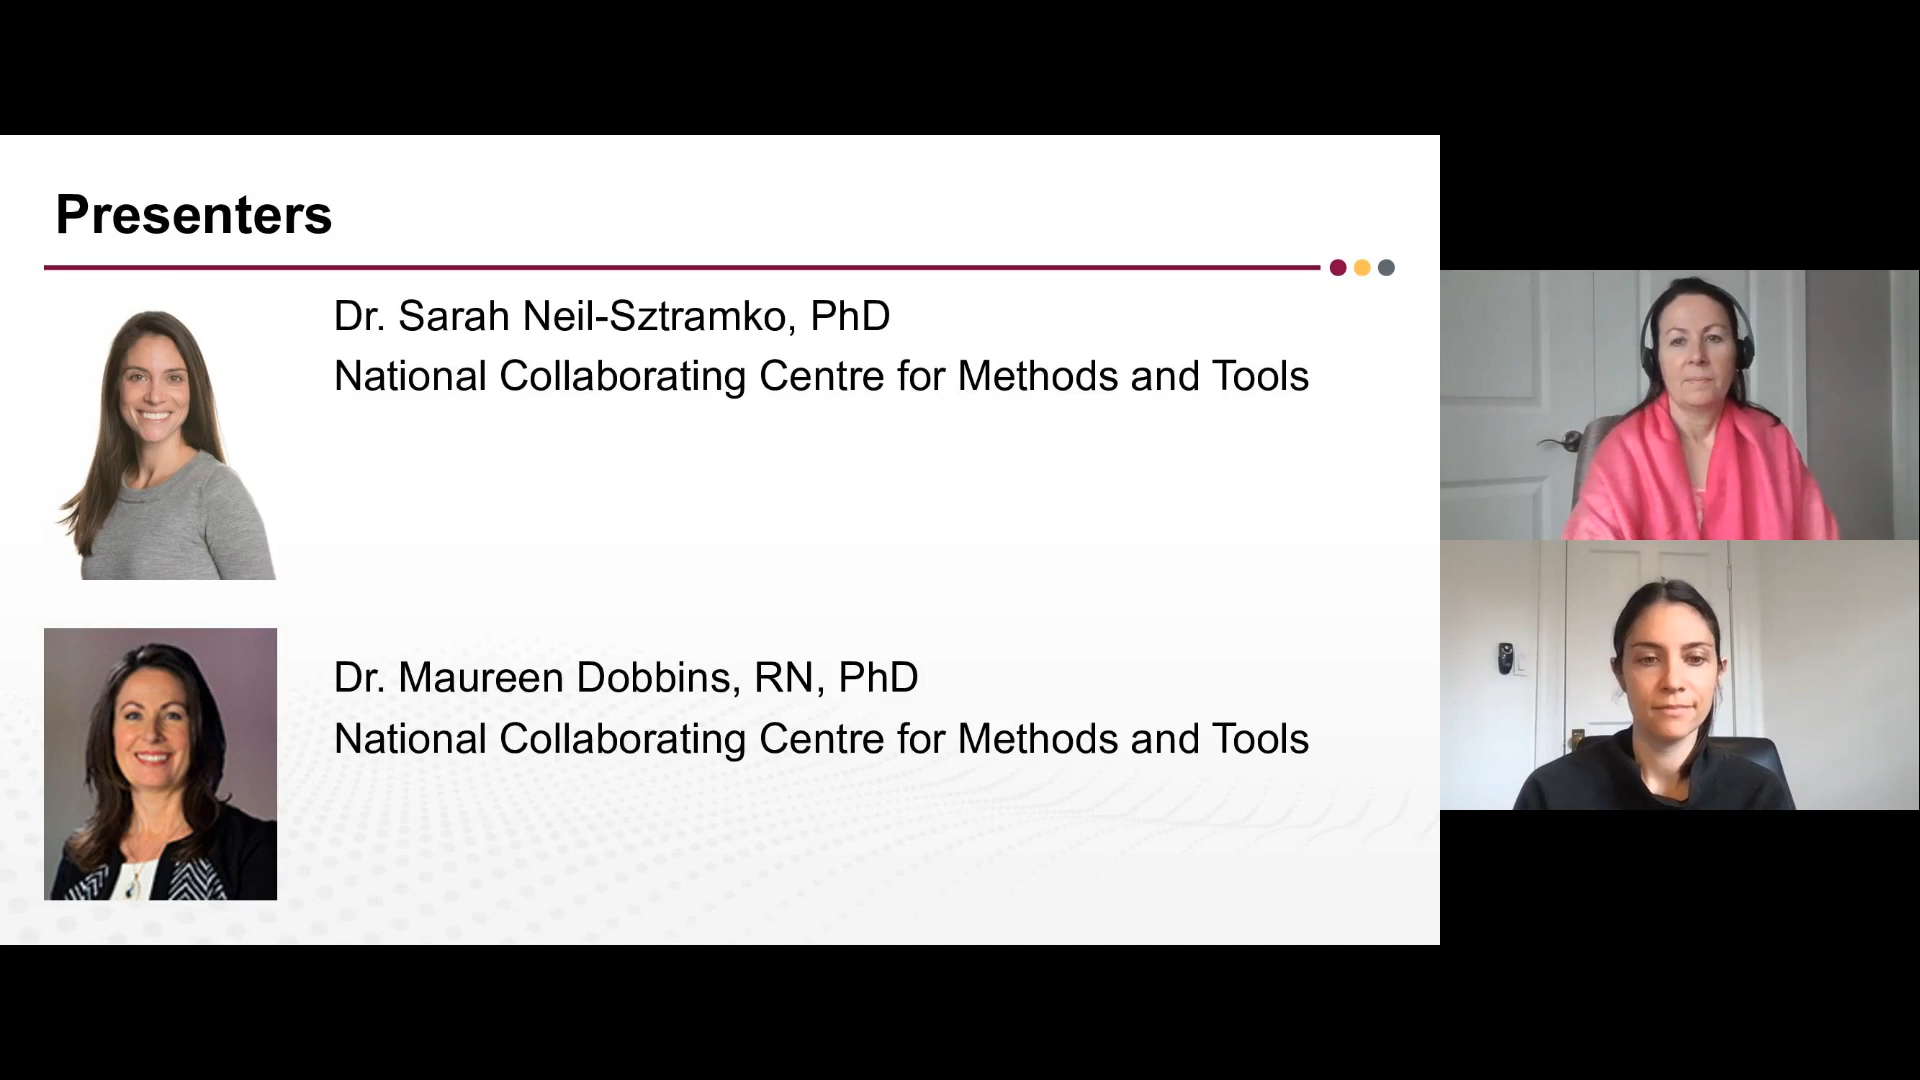 Presenters
Dr. Sarah Neil-Sztramko, PhD
National Collaborating Centre for Methods and Tools
Dr. Maureen Dobbins, RN, PhD
National Collaborating Centre for Methods and Tools